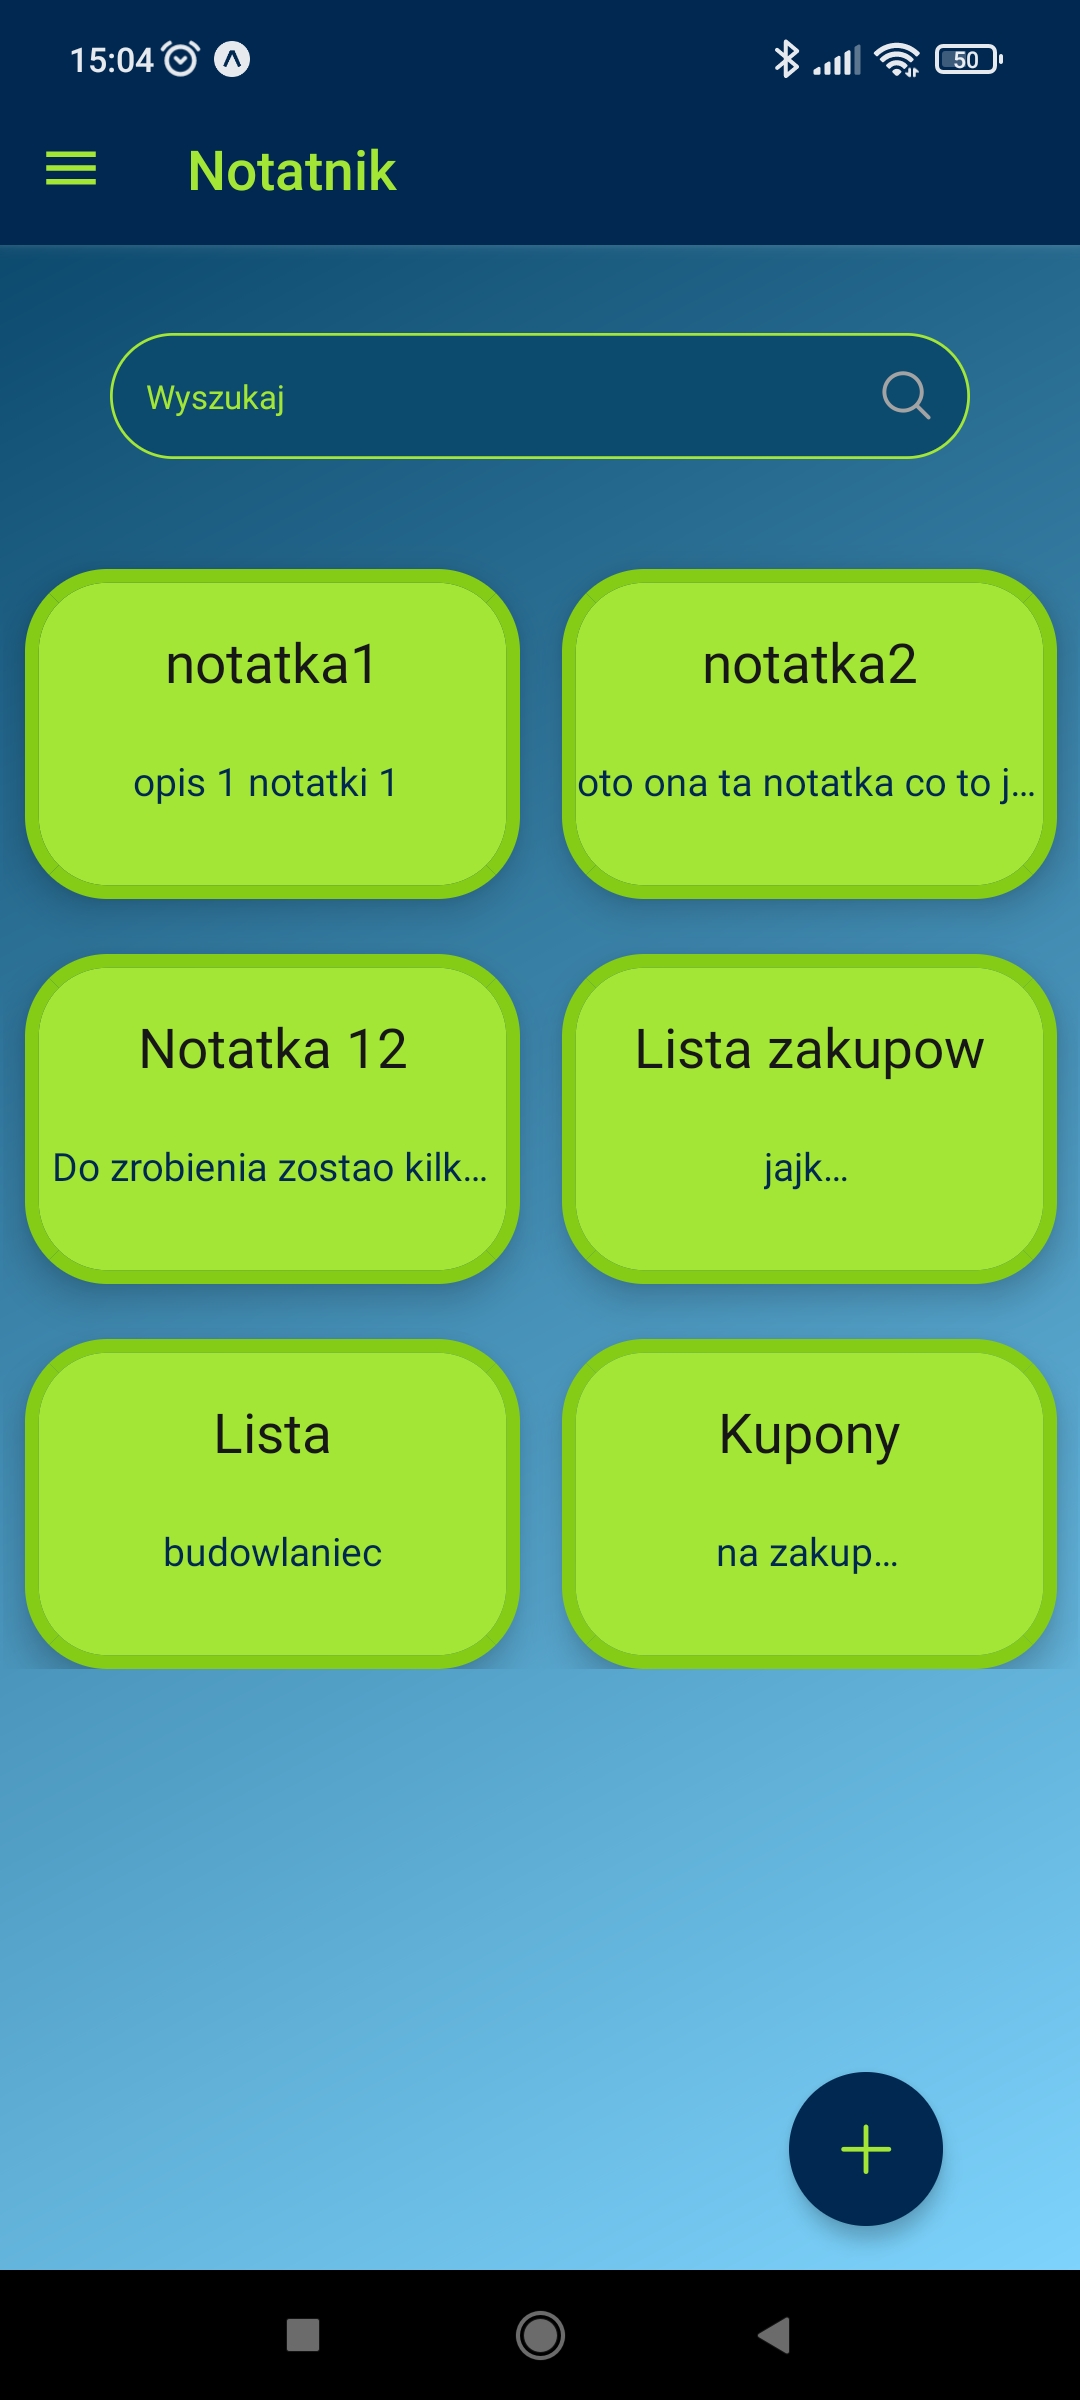 15:04
50
Notatnik
Wyszukaj
notatka1
opis 1 notatki 1
notatka2
oto ona ta notatka co to j…
Notatka 12
Do zrobienia zostao kilk…
Lista zakupow
jajk…
Lista
budowlaniec
Kupony
na zakup…